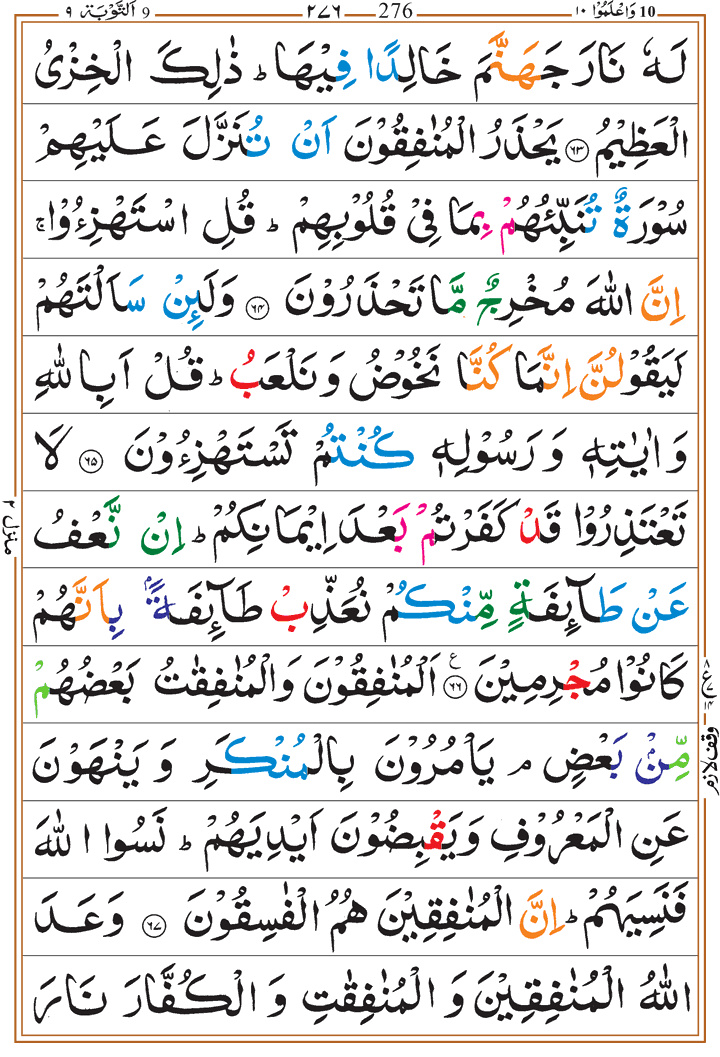 10 وَاعْلَمُوْا ١٠ 276 ٢٧٦ 9 اَلتَّوْبَة ٩
لَهٗ نَارَ جَهَنَّمَ خَالِدًا فِيْهَا ؕ ذٰلِكَ الْخِزْىُ
الْعَظِيْمُ ۝٦٣ يَحْذَرُ الْمُنٰفِقُوْنَ اَنْ تُنَزَّلَ عَلَيْهِمْ
سُوْرَةٌ تُنَبِّئُهُمْ بِمَا فِىْ قُلُوْبِهِمْ ؕ قُلِ اسْتَهْزِءُوْا ۚ
اِنَّ اللّٰهَ مُخْرِجٌ مَّا تَحْذَرُوْنَ ۝٦٤ وَلَئِنْ سَاَلْتَهُمْ
لَيَقُوْلُنَّ اِنَّمَا كُنَّا نَخُوْضُ وَنَلْعَبُ ؕ قُلْ اَبِاللّٰهِ
وَاٰيٰتِهٖ وَرَسُوْلِهٖ كُنْتُمْ تَسْتَهْزِءُوْنَ ۝٦٥ لَا
تَعْتَذِرُوْا قَدْ كَفَرْتُمْ بَعْدَ اِيْمَانِكُمْ ؕ اِنْ نَّعْفُ
عَنْ طَآئِفَةٍ مِّنْكُمْ نُعَذِّبْ طَآئِفَةًۢ بِاَنَّهُمْ
كَانُوْا مُجْرِمِيْنَ ۝٦٦ ع اَلْمُنٰفِقُوْنَ وَالْمُنٰفِقٰتُ بَعْضُهُمْ
مِّنْۢ بَعْضٍ ۘ يَاْمُرُوْنَ بِالْمُنْكَرِ وَيَنْهَوْنَ
عَنِ الْمَعْرُوْفِ وَيَقْبِضُوْنَ اَيْدِيَهُمْ ؕ نَسُوا اللّٰهَ
فَنَسِيَهُمْ ؕ اِنَّ الْمُنٰفِقِيْنَ هُمُ الْفٰسِقُوْنَ ۝٦٧ وَعَدَ
اللّٰهُ الْمُنٰفِقِيْنَ وَالْمُنٰفِقٰتِ وَالْكُفَّارَ نَارَ
منزل ٢
وقف لازم